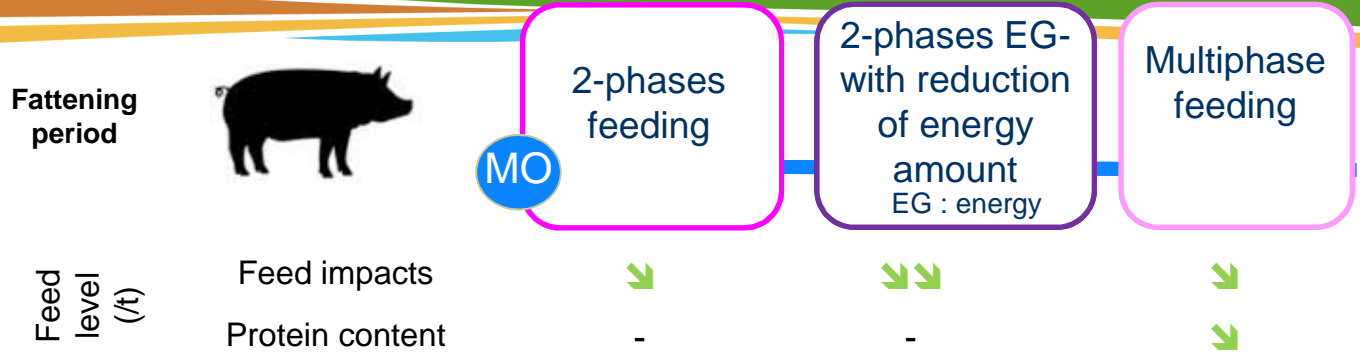 Fattening
period
MO
2-phases
feeding
2-phases EG-
with reduction
of energy
amount
EG : energy
Multiphase
feeding
Feed
level
(/t)
Feed impacts
Protein content - -